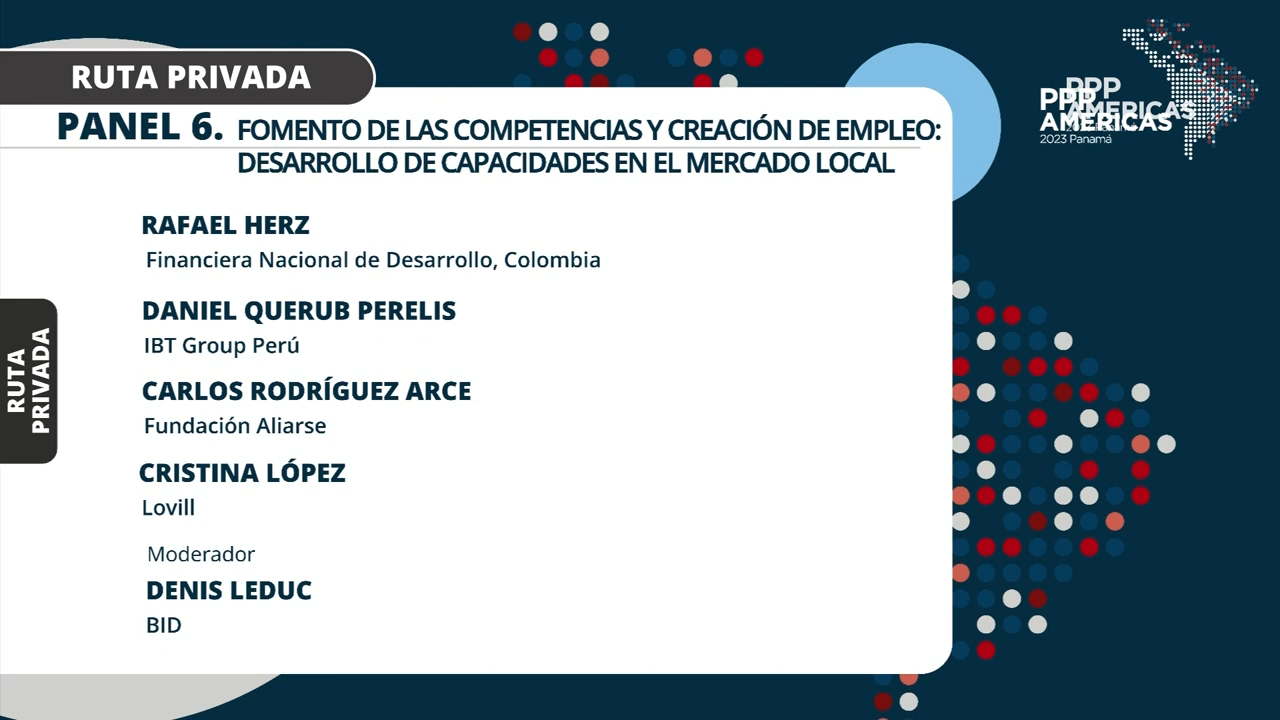 RUTA PRIVADA
PANEL 6. FOMENTO DE LAS COMPETENCIAS Y CREACIÓN DE EMPLEO:
DESARROLLO DE CAPACIDADES EN EL MERCADO LOCAL
RAFAEL HERZ
Financiera Nacional de Desarrollo, Colombia
DANIEL QUERUB PERELIS
IBT Group Perú
CARLOS RODRÍGUEZ ARCE
Fundación Aliarse
CRISTINA LÓPEZ
Lovill
Moderador
DENIS LEDUC
BID
RUTA
PRIVADA
PPP
AMERICAS
PPP
AMERICAS
2023 Panamá